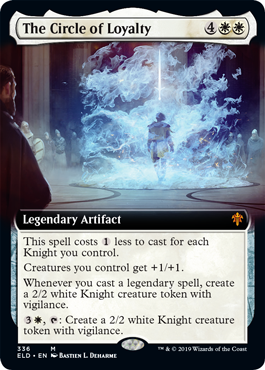 The Circle of Loyalty 4
Legendary Artifact
This spell costs 1 less to cast for each
Knight you control.
Creatures you control get +1/+1.
Whenever you cast a legendary spell, create
a 2/2 white Knight creature token with
vigilance.
3, : Create a 2/2 white Knight creature
token with vigilance.
336 M
ELD • EN Bastien L. Deharme ™ & © 2019 Wizards of the Coast